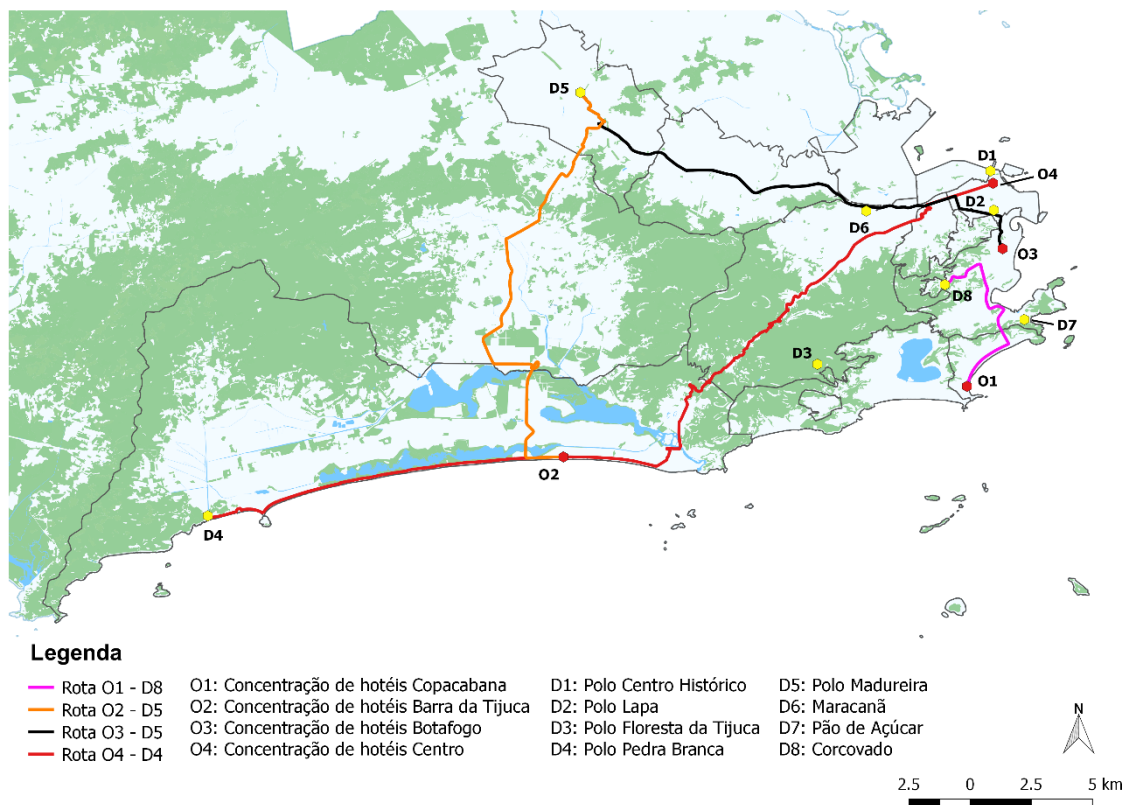 D5
D1
O4
D2
D6
O3
D8
D7
D3
O1
O2
D4
Legenda
Rota O1 - D8
Rota O2 - D5
Rota O3 - D5
Rota O4 - D4
O1: Concentração de hotéis Copacabana
O2: Concentração de hotéis Barra da Tijuca
O3: Concentração de hotéis Botafogo
O4: Concentração de hotéis Centro
D1: Polo Centro Histórico
D2: Polo Lapa
D3: Polo Floresta da Tijuca
D4: Polo Pedra Branca
D5: Polo Madureira
D6: Maracanã
D7: Pão de Açúcar
D8: Corcovado
N
2.5 0 2.5 5 km